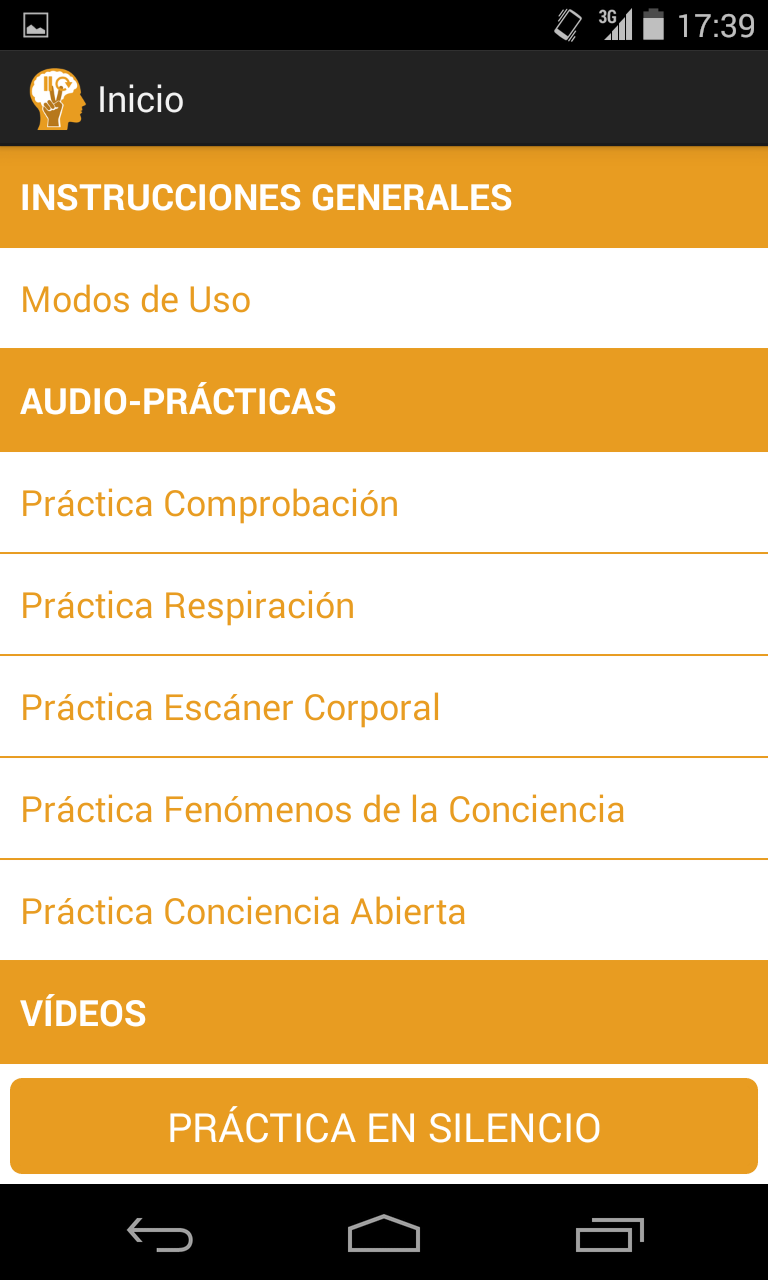 3G 17:39
Inicio
INSTRUCCIONES GENERALES
Modos de Uso
AUDIO-PRÁCTICAS
Práctica Comprobación
Práctica Respiración
Práctica Escáner Corporal
Práctica Fenómenos de la Conciencia
Práctica Conciencia Abierta
VÍDEOS
PRÁCTICA EN SILENCIO